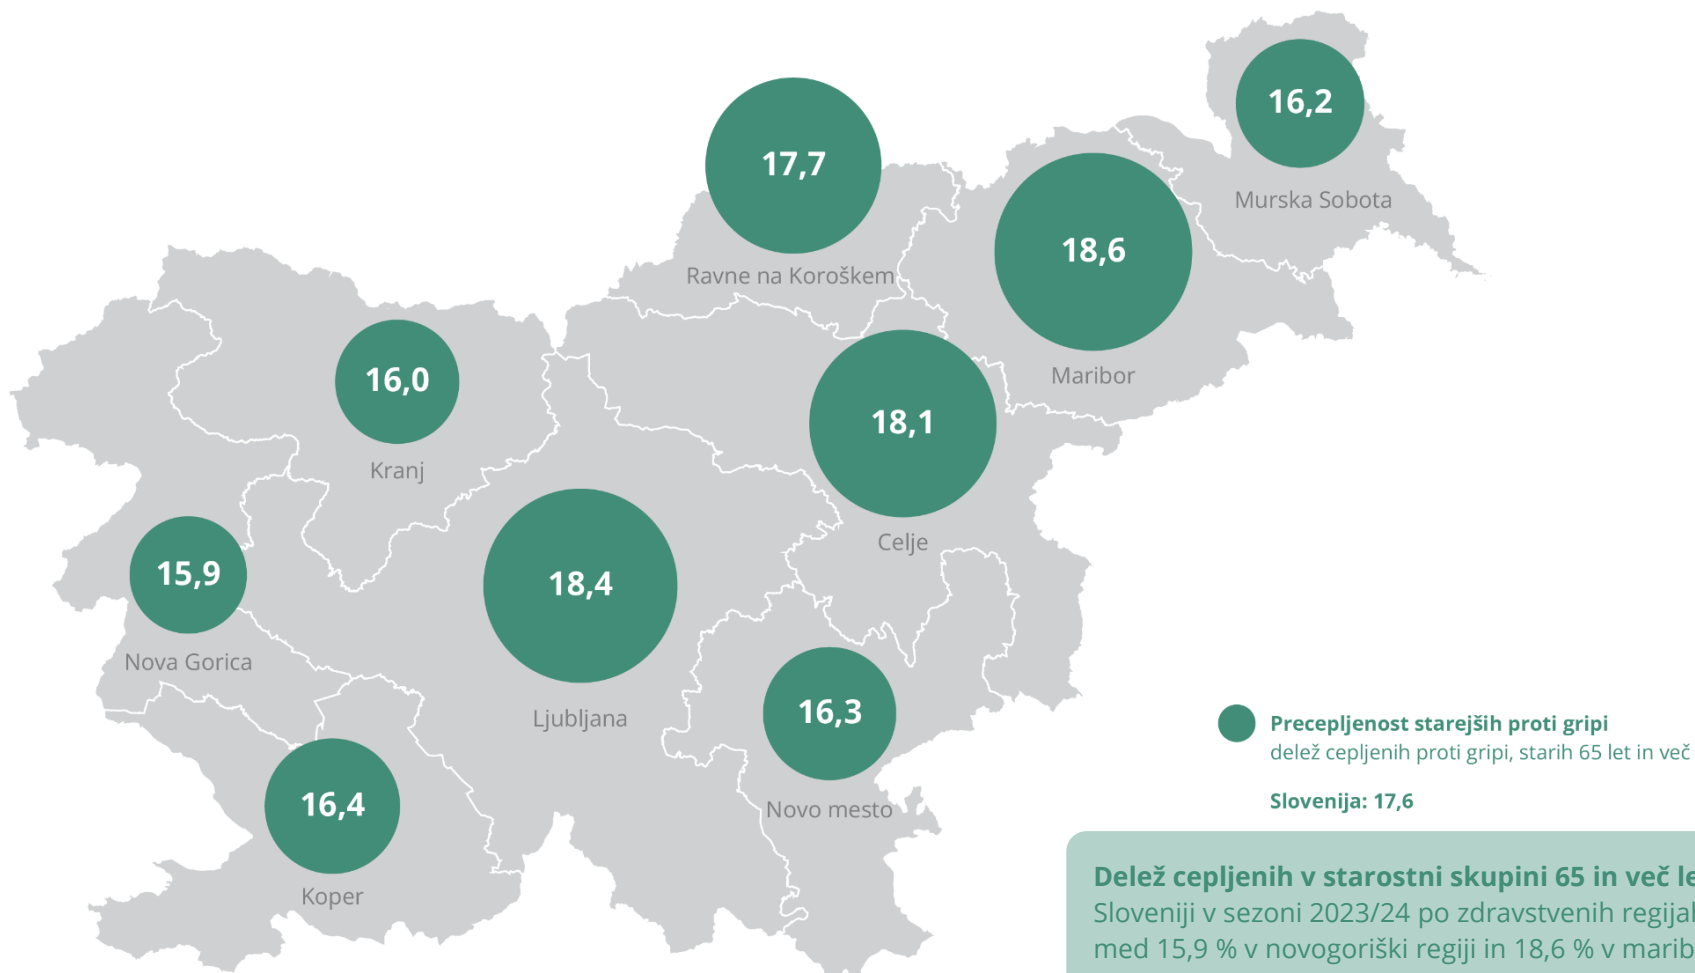 16,2
Murska Sobota
17,7
Ravne na Koroškem
18,6
Maribor
16,0
Kranj
18,1
Celje
15,9
Nova Gorica
18,4
Ljubljana
16,3
Novo mesto
16,4
Koper
Precepljenost starejših proti gripi
delež cepljenih proti gripi, starih 65 let in več
Slovenija: 17,6
Delež cepljenih v starostni skupini 65 in več le
Sloveniji v sezoni 2023/24 po zdravstvenih regijah
med 15,9 % v novogoriški regiji in 18,6 % v marib